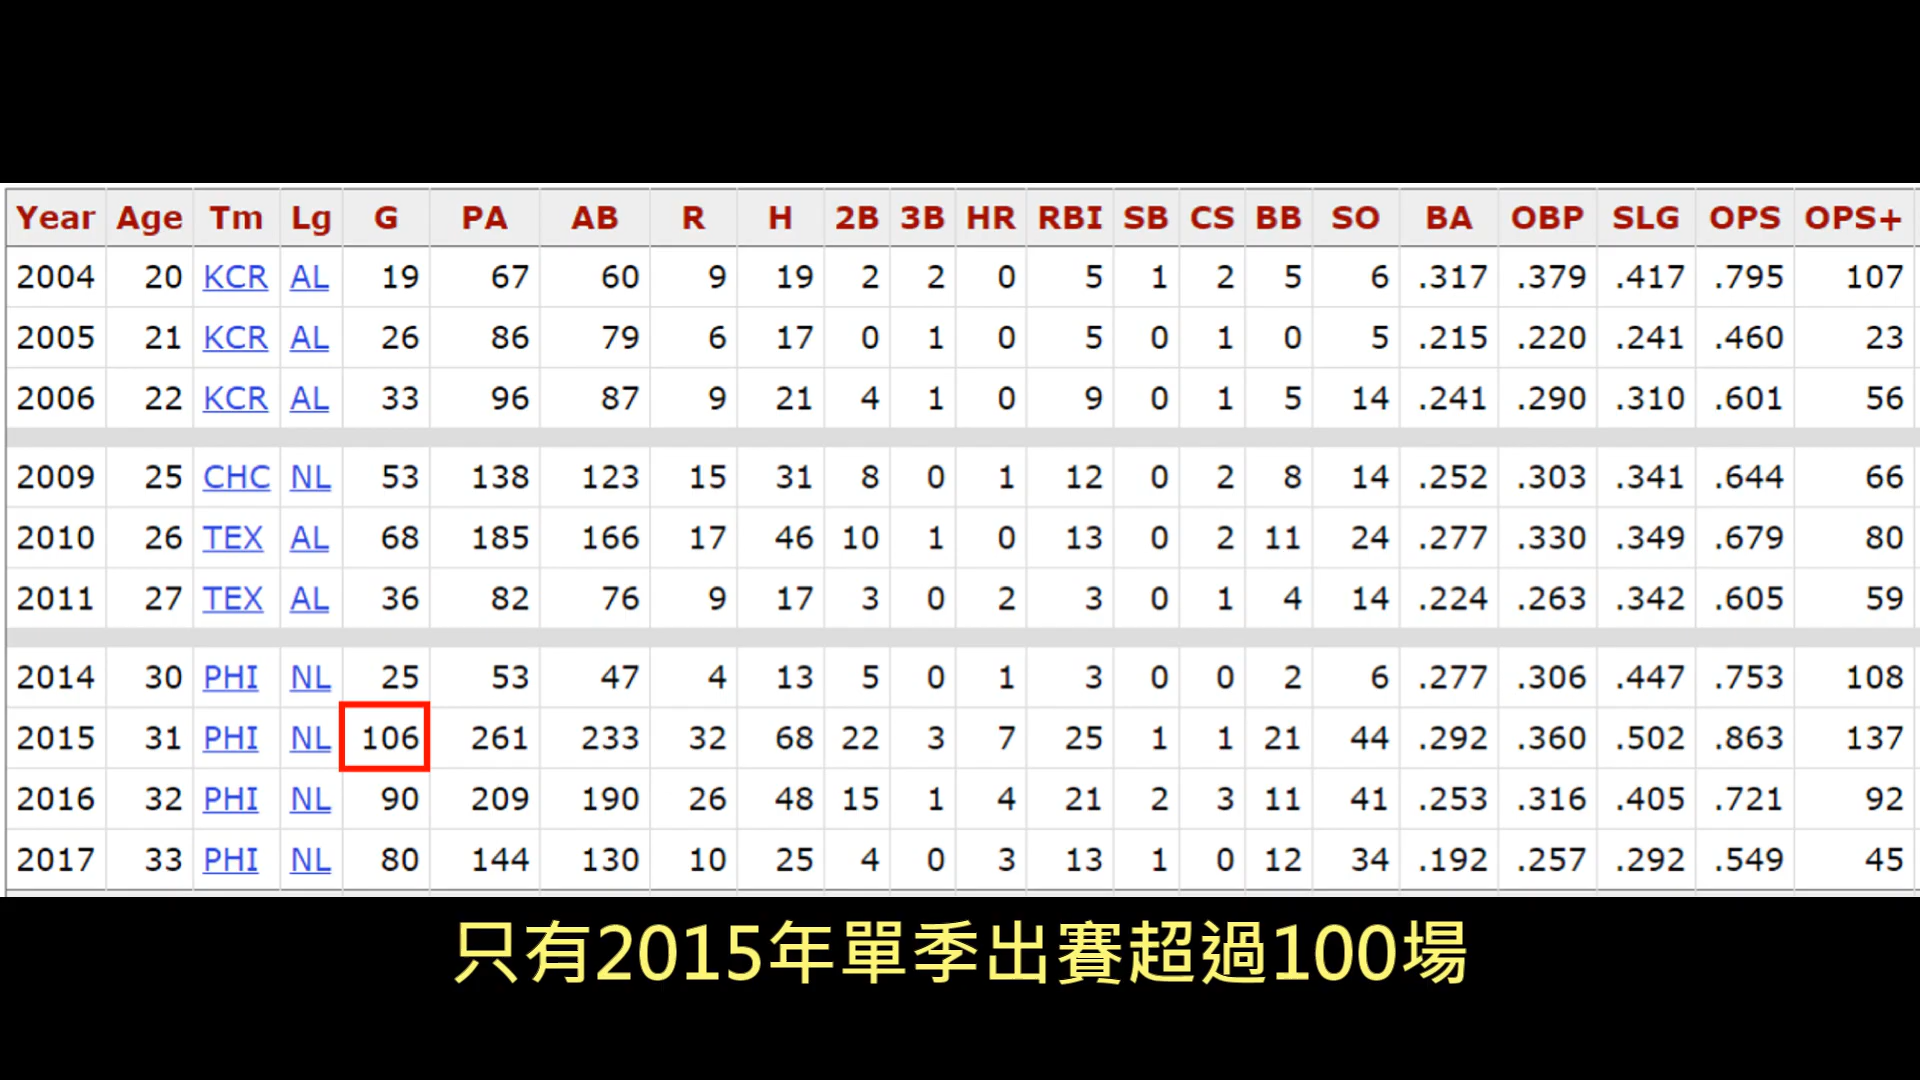 Year Age Tm Lg G PA AB R H 2B 3B HR RBI SB CS BB SO BA OBP SLG OPS OPS+
2004 20 KCR AL 19 67 60 9 19 2 2 0 5 1 2 5 6 .317 .379 .417 .795 107
2005 21 KCR AL 26 86 79 6 17 0 1 0 5 0 1 0 5 .215 .220 .241 .460 23
2006 22 KCR AL 33 96 87 9 21 4 1 0 9 0 1 5 14 .241 .290 .310 .601 56
2009 25 CHC NL 53 138 123 15 31 8 0 1 12 0 2 8 14 .252 .303 .341 .644 66
2010 26 TEX AL 68 185 166 17 46 10 1 0 13 0 2 11 24 .277 .330 .349 .679 80
2011 27 TEX AL 36 82 76 9 17 3 0 2 3 0 1 4 14 .224 .263 .342 .605 59
2014 30 PHI NL 25 53 47 4 13 5 0 1 3 0 0 2 6 .277 .306 .447 .753 108
2015 31 PHI NL 106 261 233 32 68 22 3 7 25 1 1 21 44 .292 .360 .502 .863 137
2016 32 PHI NL 90 209 190 26 48 15 1 4 21 2 3 11 41 .253 .316 .405 .721 92
2017 33 PHI NL 80 144 130 10 25 4 0 3 13 1 0 12 34 .192 .257 .292 .549 45
只有2015年單季出賽超過100場